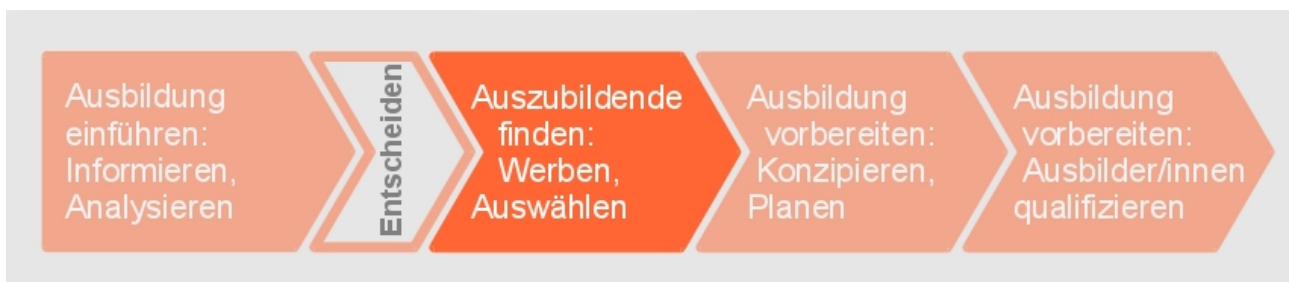 Ausbildung
einführen:
Informieren,
Analysieren
Entscheiden
Auszubildende
finden:
Werben,
Auswählen
Ausbildung
vorbereiten:
Konzipieren,
Planen
Ausbildung
vorbereiten:
Ausbilder/innen
qualifizieren